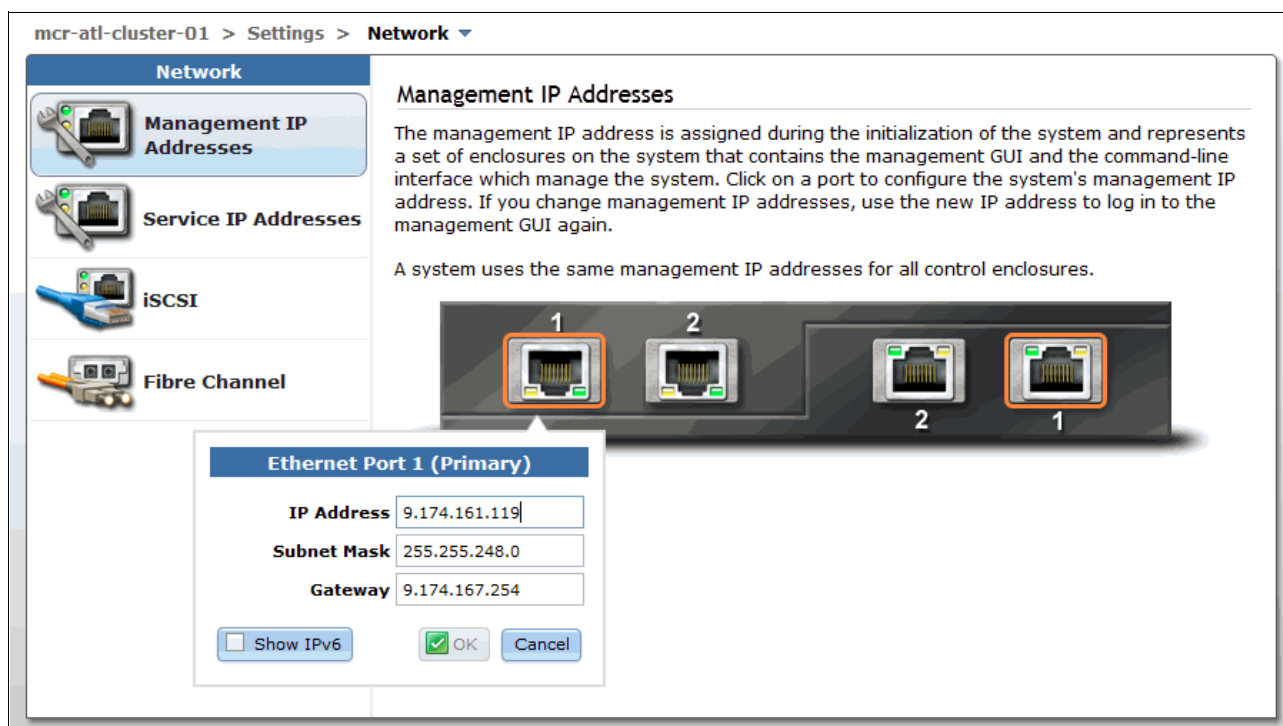 mcr-atl-cluster-01 > Settings > Network
Network
Management IP
Addresses
Service IP Addresses
iSCSI
Fibre Channel
Management IP Addresses
The management IP address is assigned during the initialization of the system and represents
a set of enclosures on the system that contains the management GUI and the command-line
interface which manage the system. Click on a port to configure the system's management IP
address. If you change management IP addresses, use the new IP address to log in to the
management GUI again.
A system uses the same management IP addresses for all control enclosures.
1 2
2 1
Ethernet Port 1 (Primary)
IP Address 9.174.161.119
Subnet Mask 255.255.248.0
Gateway 9.174.167.254
Show IPv6 OK Cancel